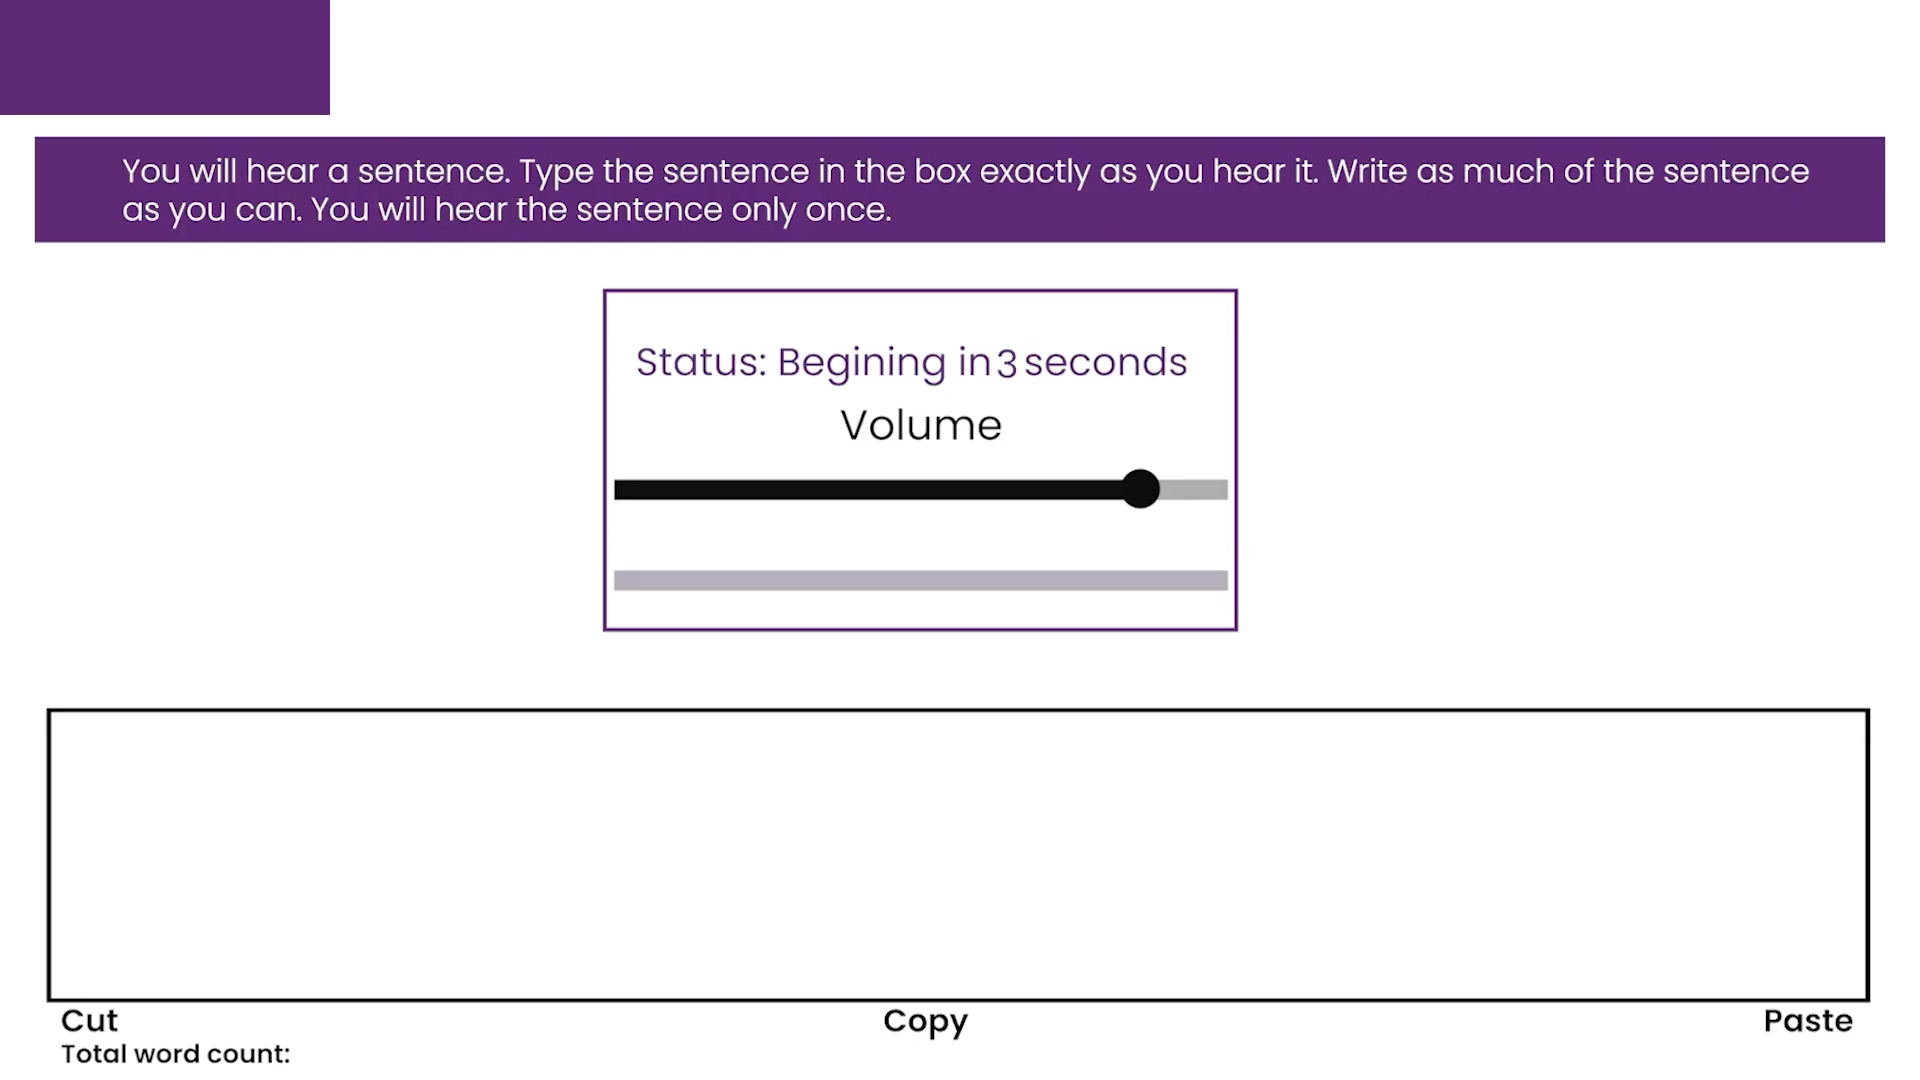 You will hear a sentence. Type the sentence in the box exactly as you hear it. Write as much of the sentence
as you can. You will hear the sentence only once.
Status: Begining in 3 seconds
Volume
Cut Copy Paste
Total word count: